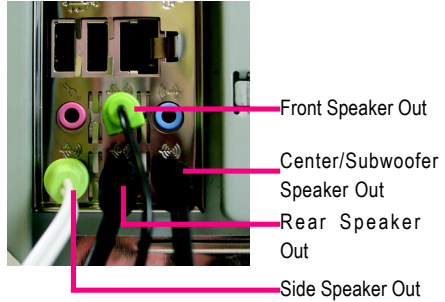 Front Speaker Out
Center/Subwoofer
Speaker Out
Rear Speaker
Out
Side Speaker Out